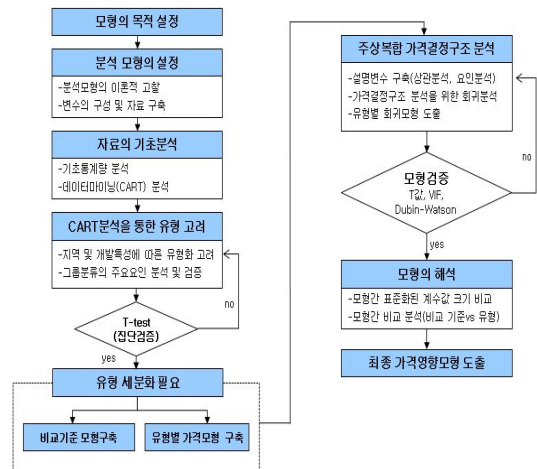 모형의 목적 설정
분석 모형의 설정
-분석모형의 이론적 고찰
-변수의 구성 및 자료 구축
자료의 기초분석
-기초통계량 분석
-데이터마이닝(CART) 분석
CART분석을 통한 유형 고려
-지역 및 개발특성에 따른 유형화 고려
-그룹분류의 주요요인 분석 및 검증
no
T-test
(집단검증)
yes
유형 세분화 필요
비교기준 모형구축
유형별 가격모형 구축
주상복합 가격결정구조 분석
-설명변수 구축(상관분석, 요인분석)
-가격결정구조 분석을 위한 회귀분석
-유형별 회귀모형 도출
no
모형검증
T값, VIF,
Dubin-Watson
yes
모형의 해석
-모형간 표준화된 계수값 크기 비교
-모형간 비교 분석(비교 기준vs 유형)
최종 가격영향모형 도출